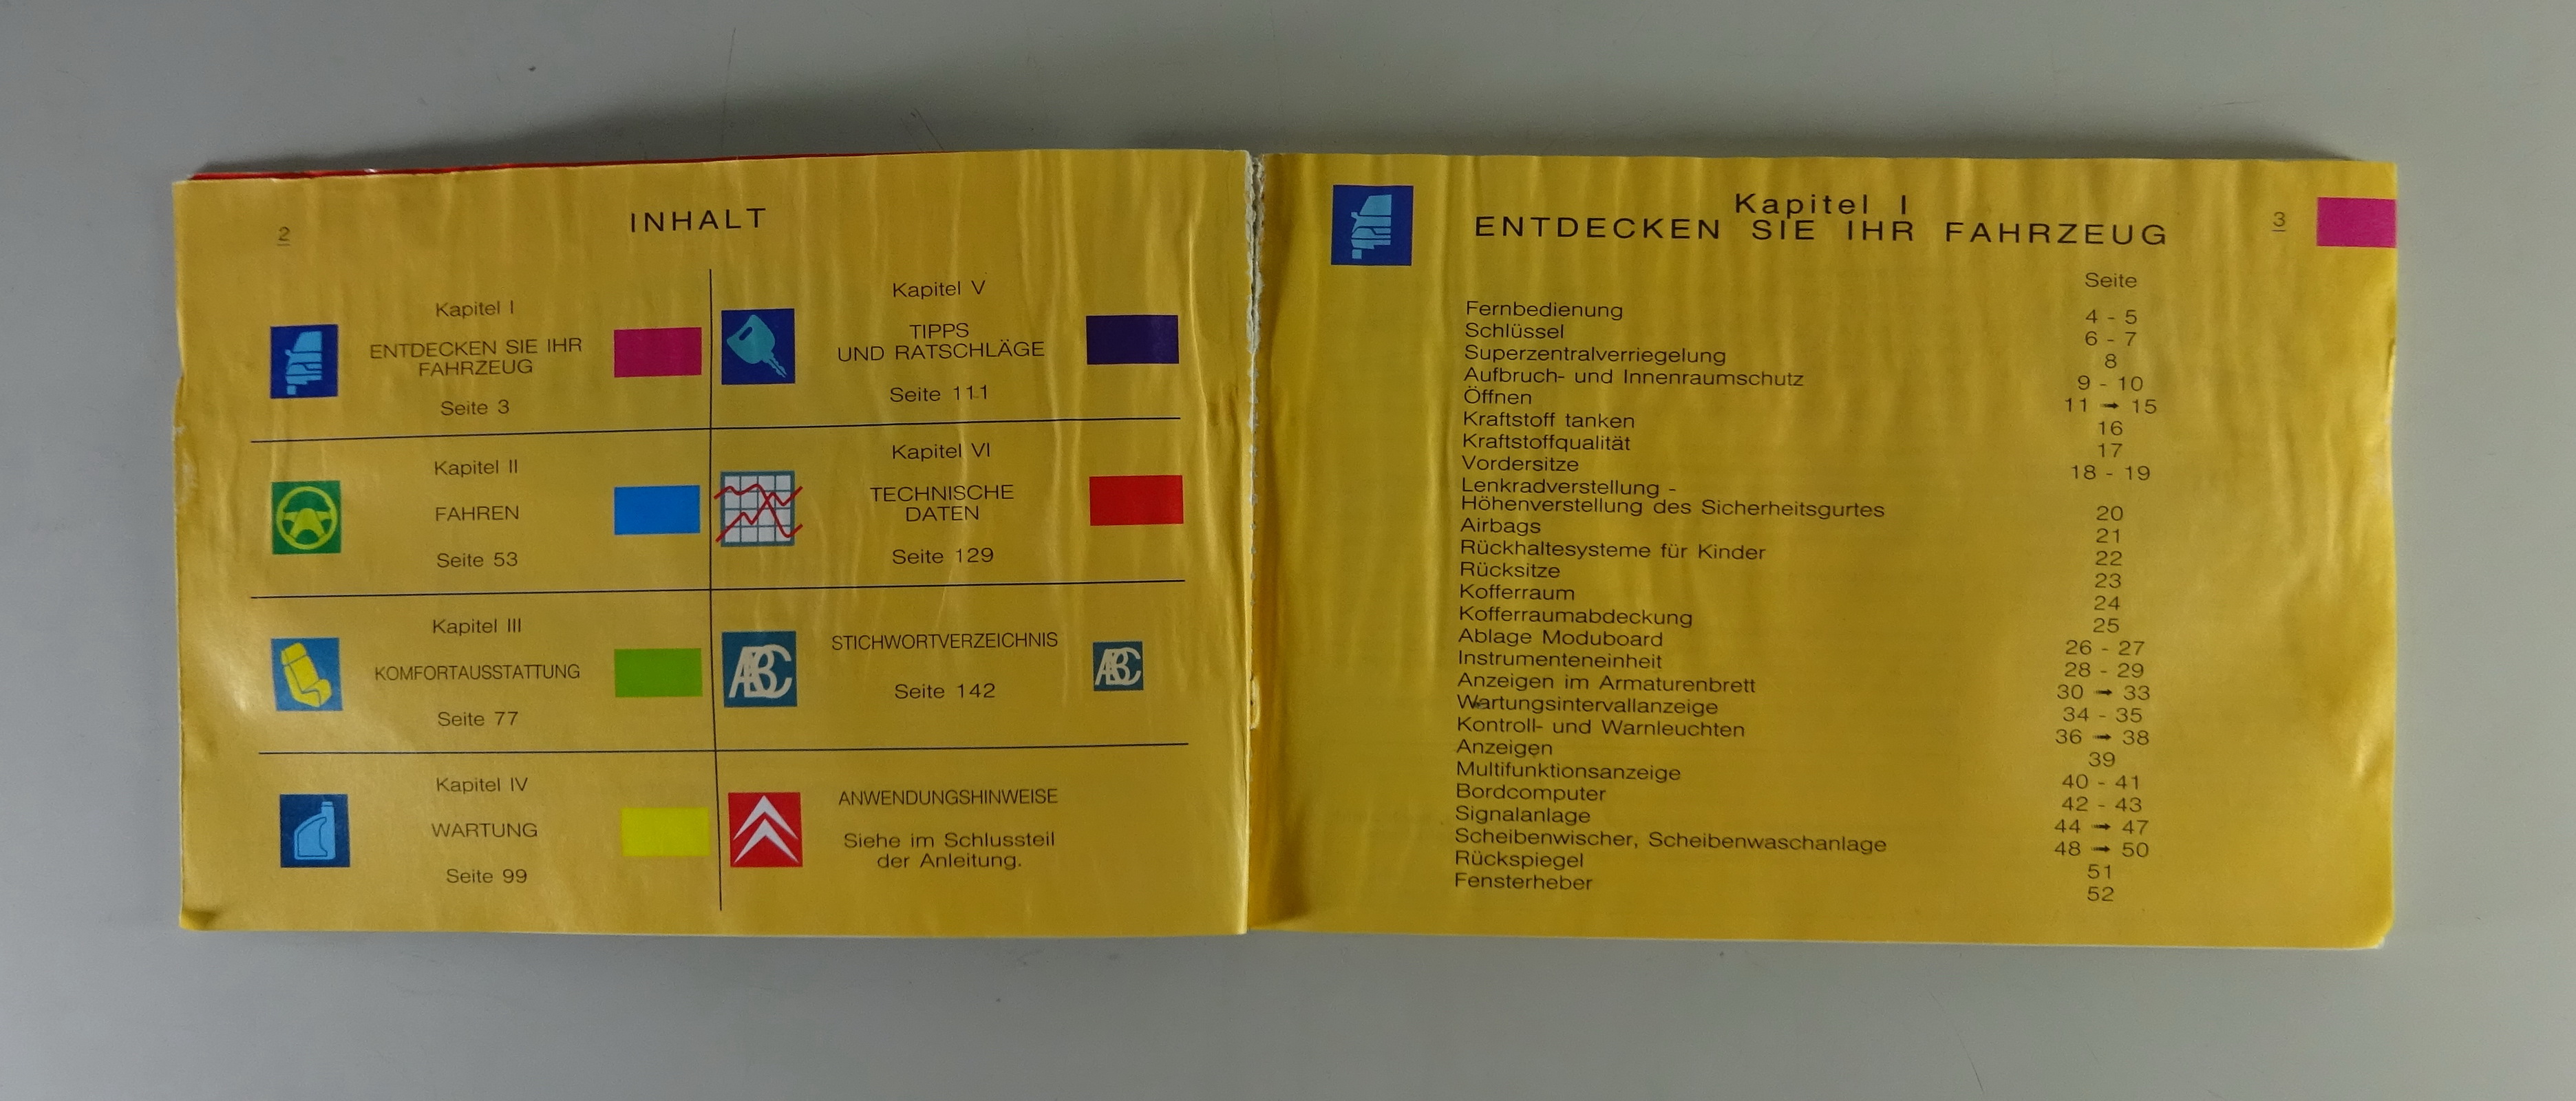 2
INHALT
Kapitel I
ENTDECKEN SIE IHR
FAHRZEUG
Seite 3
Kapitel II
FAHREN
Seite 53
Kapitel III
KOMFORTAUSSTATTUNG
Seite 77
Kapitel IV
WARTUNG
Seite 99
Kapitel V
TIPPS
UND RATSCHLÄGE
Seite 111
Kapitel VI
TECHNISCHE
DATEN
Seite 129
ABC
STICHWORTVERZEICHNIS
ABC
Seite 142
ANWENDUNGSHINWEISE
Siehe im Schlussteil
der Anleitung.
Kapitel I
ENTDECKEN SIE IHR FAHRZEUG
3
Seite
Fernbedienung 4 - 5
Schlüssel 6 - 7
Superzentralverriegelung 8
Aufbruch- und Innenraumschutz 9 - 10
Öffnen 11 → 15
Kraftstoff tanken 16
Kraftstoffqualität 17
Vordersitze 18 - 19
Lenkradverstellung -
Höhenverstellung des Sicherheitsgurtes 20
Airbags 21
Rückhaltesysteme für Kinder 22
Rücksitze 23
Kofferraum 24
Kofferraumabdeckung 25
Ablage Moduboard 26 - 27
Instrumenteneinheit 28 - 29
Anzeigen im Armaturenbrett 30 → 33
Wartungsintervallanzeige 34 - 35
Kontroll- und Warnleuchten 36 → 38
Anzeigen 39
Multifunktionsanzeige 40 - 41
Bordcomputer 42 - 43
Signalanlage 44 → 47
Scheibenwischer, Scheibenwaschanlage 48 → 50
Rückspiegel 51
Fensterheber 52